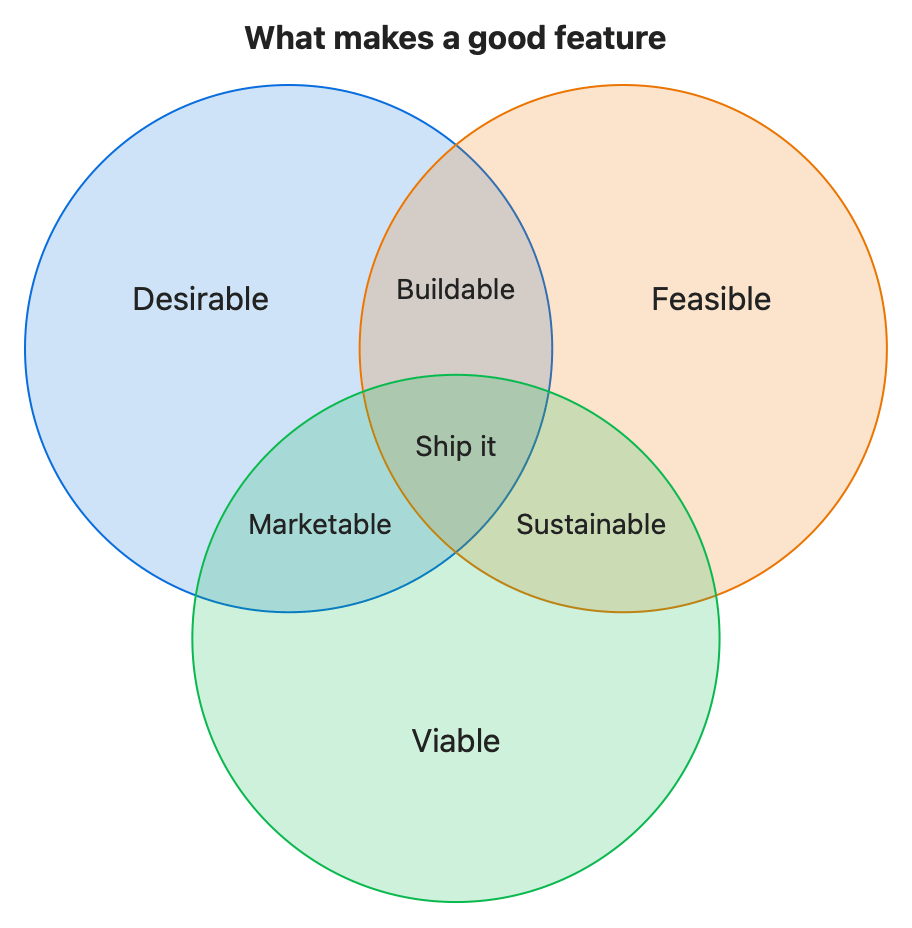 What makes a good feature
Desirable
Buildable
Feasible
Ship it
Marketable
Sustainable
Viable